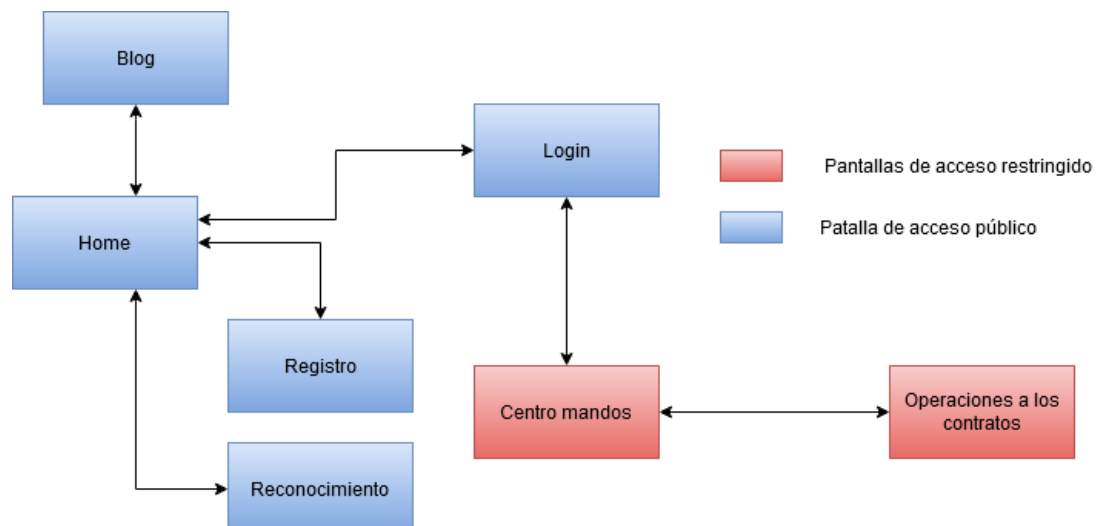 Blog
Login
Pantallas de acceso restringido
Patalla de acceso público
Home
Registro
Centro mandos
Operaciones a los
contratos
Reconocimiento